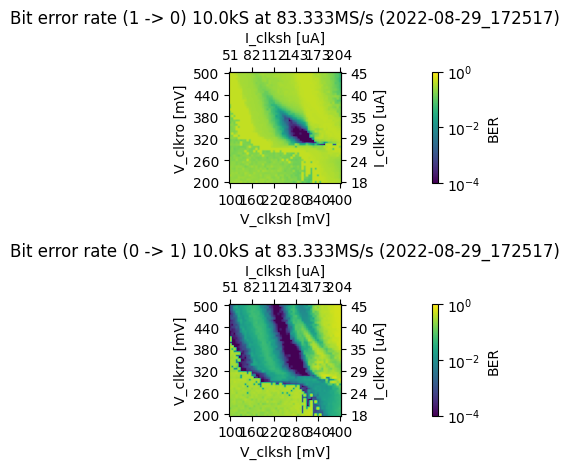 Bit error rate (1 -> 0) 10.0kS at 83.333MS/s (2022-08-29_172517)
I_clksh [uA]
51 82 112 143 173 204
V_clkro [mV]
500
440
380
320
260
200
45
40
35
29
24
18
I_clkro [uA]
100 160 220 280 340 400
V_clksh [mV]
10^0
10^-2
10^-4
BER
Bit error rate (0 -> 1) 10.0kS at 83.333MS/s (2022-08-29_172517)
I_clksh [uA]
51 82 112 143 173 204
V_clkro [mV]
500
440
380
320
260
200
45
40
35
29
24
18
I_clkro [uA]
100 160 220 280 340 400
V_clksh [mV]
10^0
10^-2
10^-4
BER